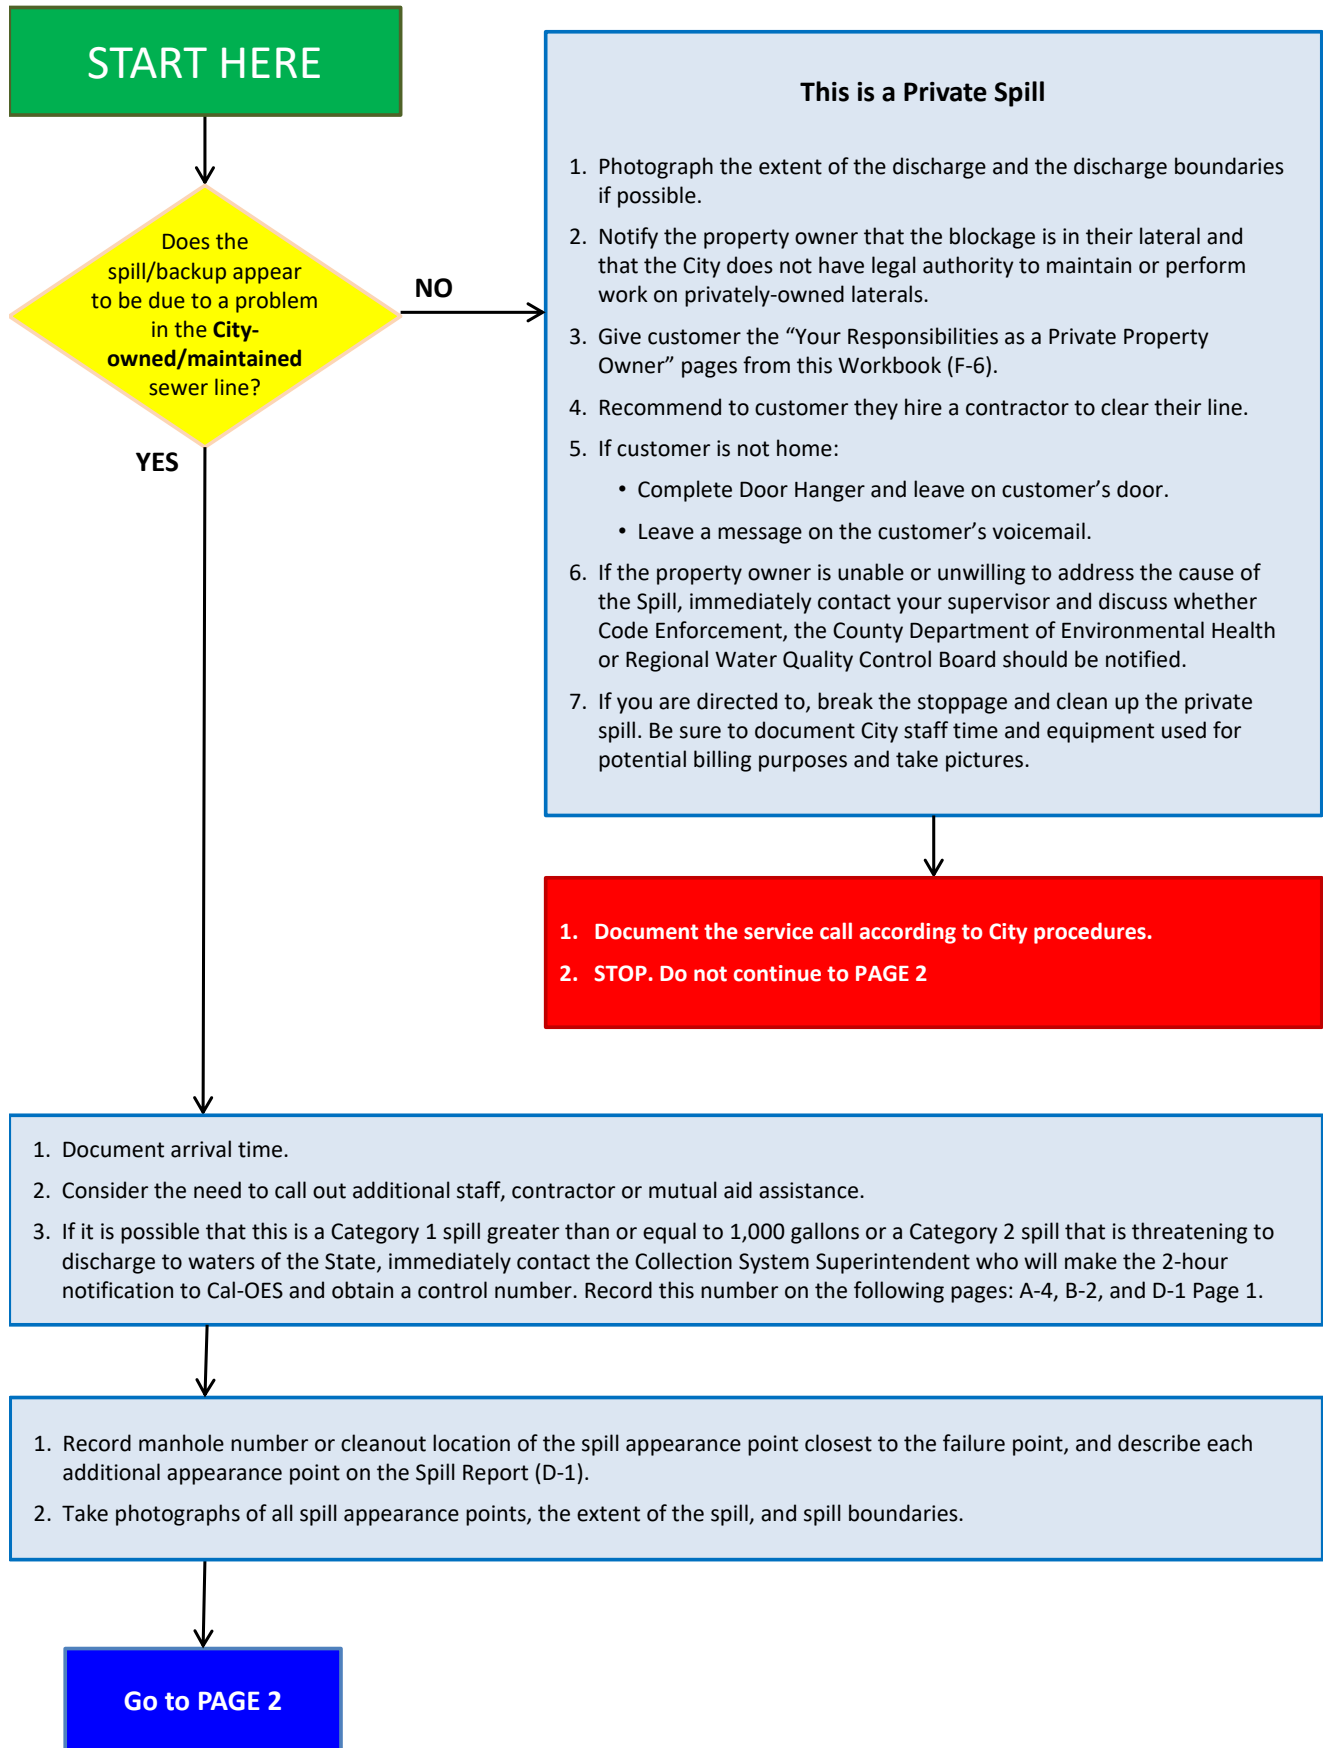 START HERE
Does the
spill/backup appear
to be due to a problem
in the City-
owned/maintained
sewer line?
NO
YES
This is a Private Spill
1. Photograph the extent of the discharge and the discharge boundaries
if possible.
2. Notify the property owner that the blockage is in their lateral and
that the City does not have legal authority to maintain or perform
work on privately-owned laterals.
3. Give customer the “Your Responsibilities as a Private Property
Owner” pages from this Workbook (F-6).
4. Recommend to customer they hire a contractor to clear their line.
5. If customer is not home:
• Complete Door Hanger and leave on customer’s door.
• Leave a message on the customer’s voicemail.
6. If the property owner is unable or unwilling to address the cause of
the Spill, immediately contact your supervisor and discuss whether
Code Enforcement, the County Department of Environmental Health
or Regional Water Quality Control Board should be notified.
7. If you are directed to, break the stoppage and clean up the private
spill. Be sure to document City staff time and equipment used for
potential billing purposes and take pictures.
1. Document the service call according to City procedures.
2. STOP. Do not continue to PAGE 2
1. Document arrival time.
2. Consider the need to call out additional staff, contractor or mutual aid assistance.
3. If it is possible that this is a Category 1 spill greater than or equal to 1,000 gallons or a Category 2 spill that is threatening to
discharge to waters of the State, immediately contact the Collection System Superintendent who will make the 2-hour
notification to Cal-OES and obtain a control number. Record this number on the following pages: A-4, B-2, and D-1 Page 1.
1. Record manhole number or cleanout location of the spill appearance point closest to the failure point, and describe each
additional appearance point on the Spill Report (D-1).
2. Take photographs of all spill appearance points, the extent of the spill, and spill boundaries.
Go to PAGE 2